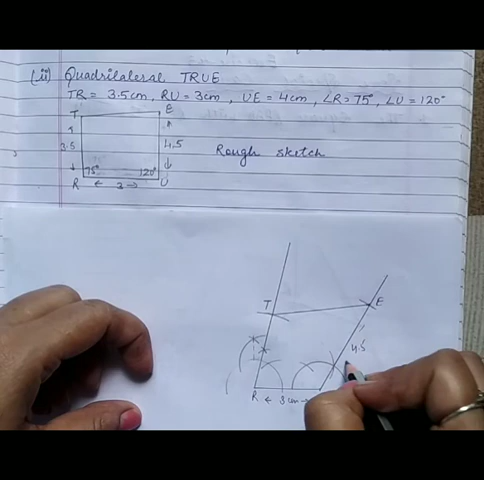 (ii) Quadrilateral TRUE
TR = 3.5cm, RU = 3cm, UE = 4cm, ∠R = 75°, ∠U = 120°
T E
3.5 4.5 Rough sketch
75° 120°
R ← 3 → U
T E
4.5
R ← 3cm →